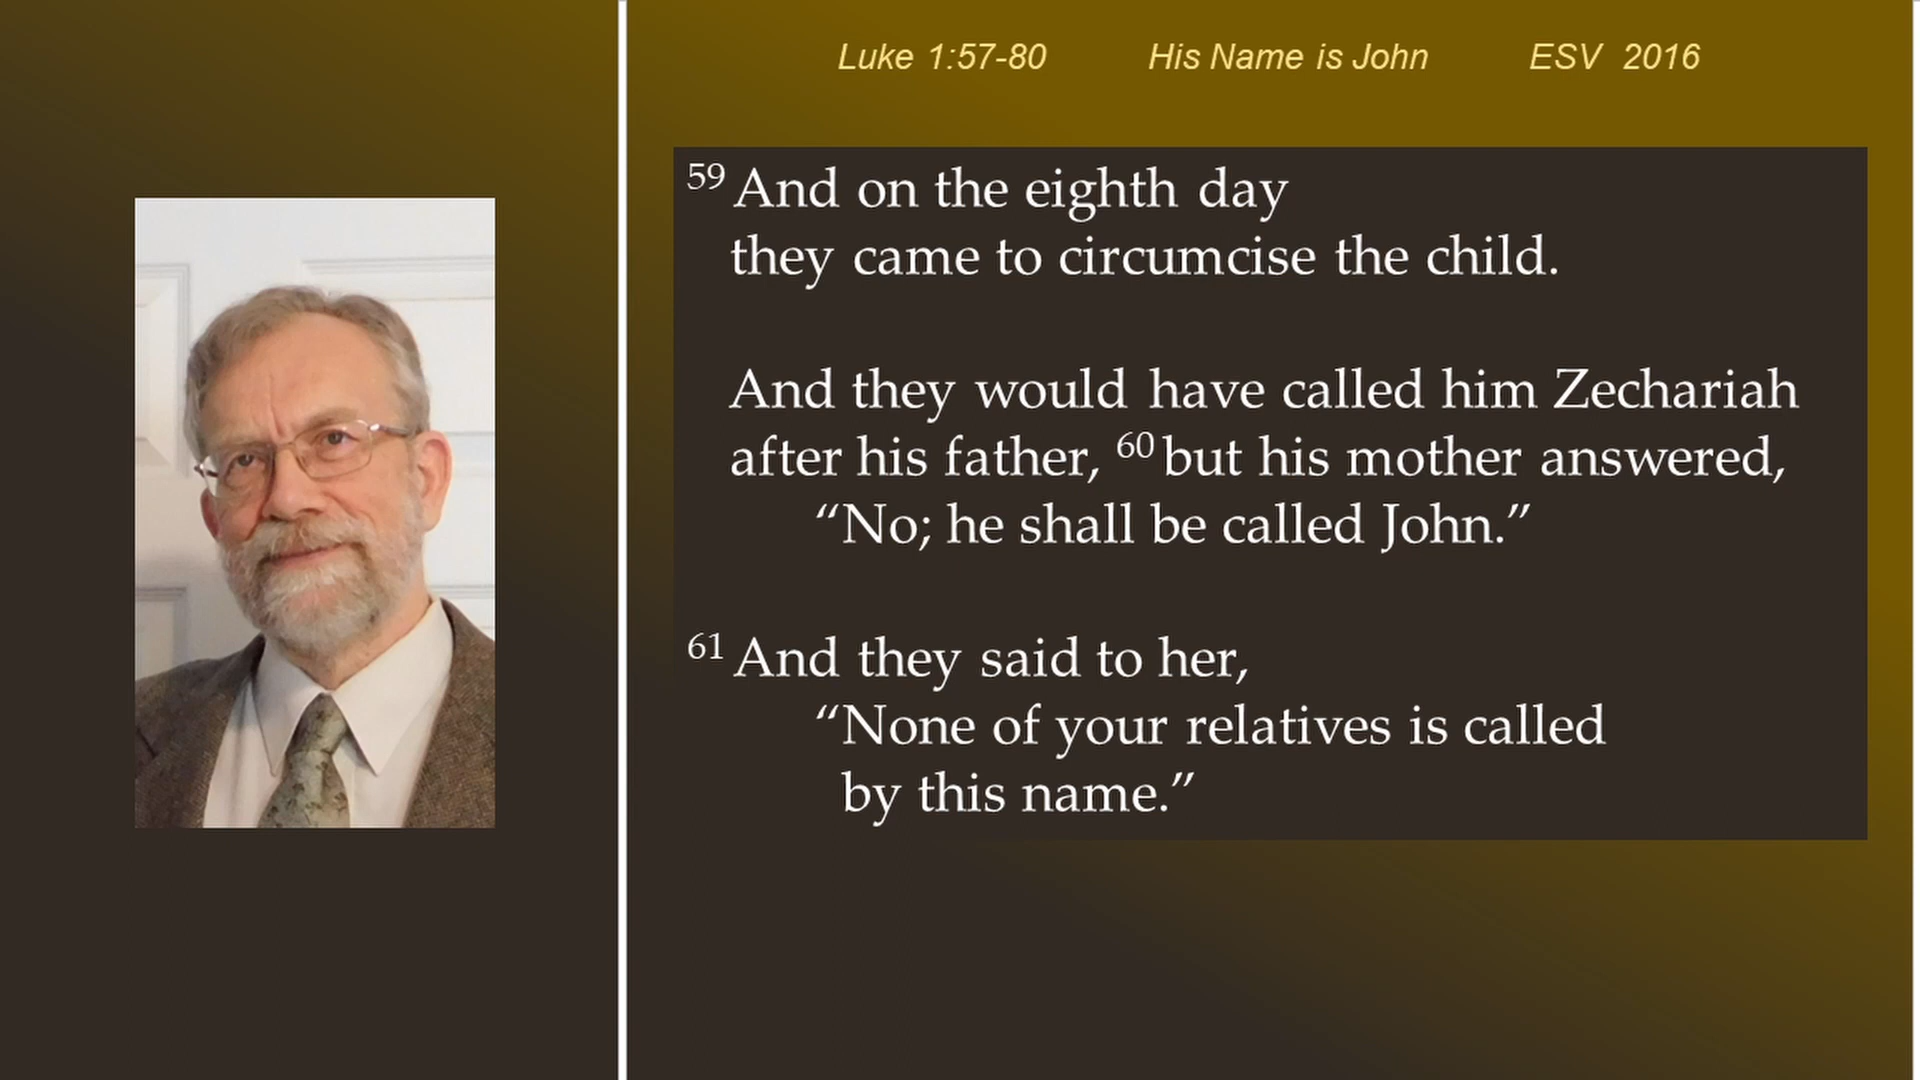 Luke 1:57-80 His Name is John ESV 2016
59 And on the eighth day
they came to circumcise the child.
And they would have called him Zechariah
after his father, 60 but his mother answered,
“No; he shall be called John.”
61 And they said to her,
“None of your relatives is called
by this name.”